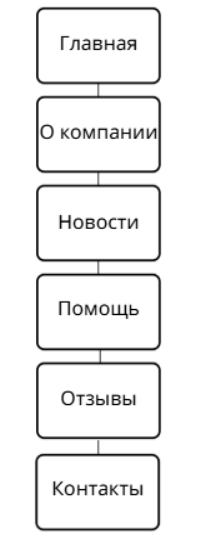 Главная
О компании
Новости
Помощь
Отзывы
Контакты